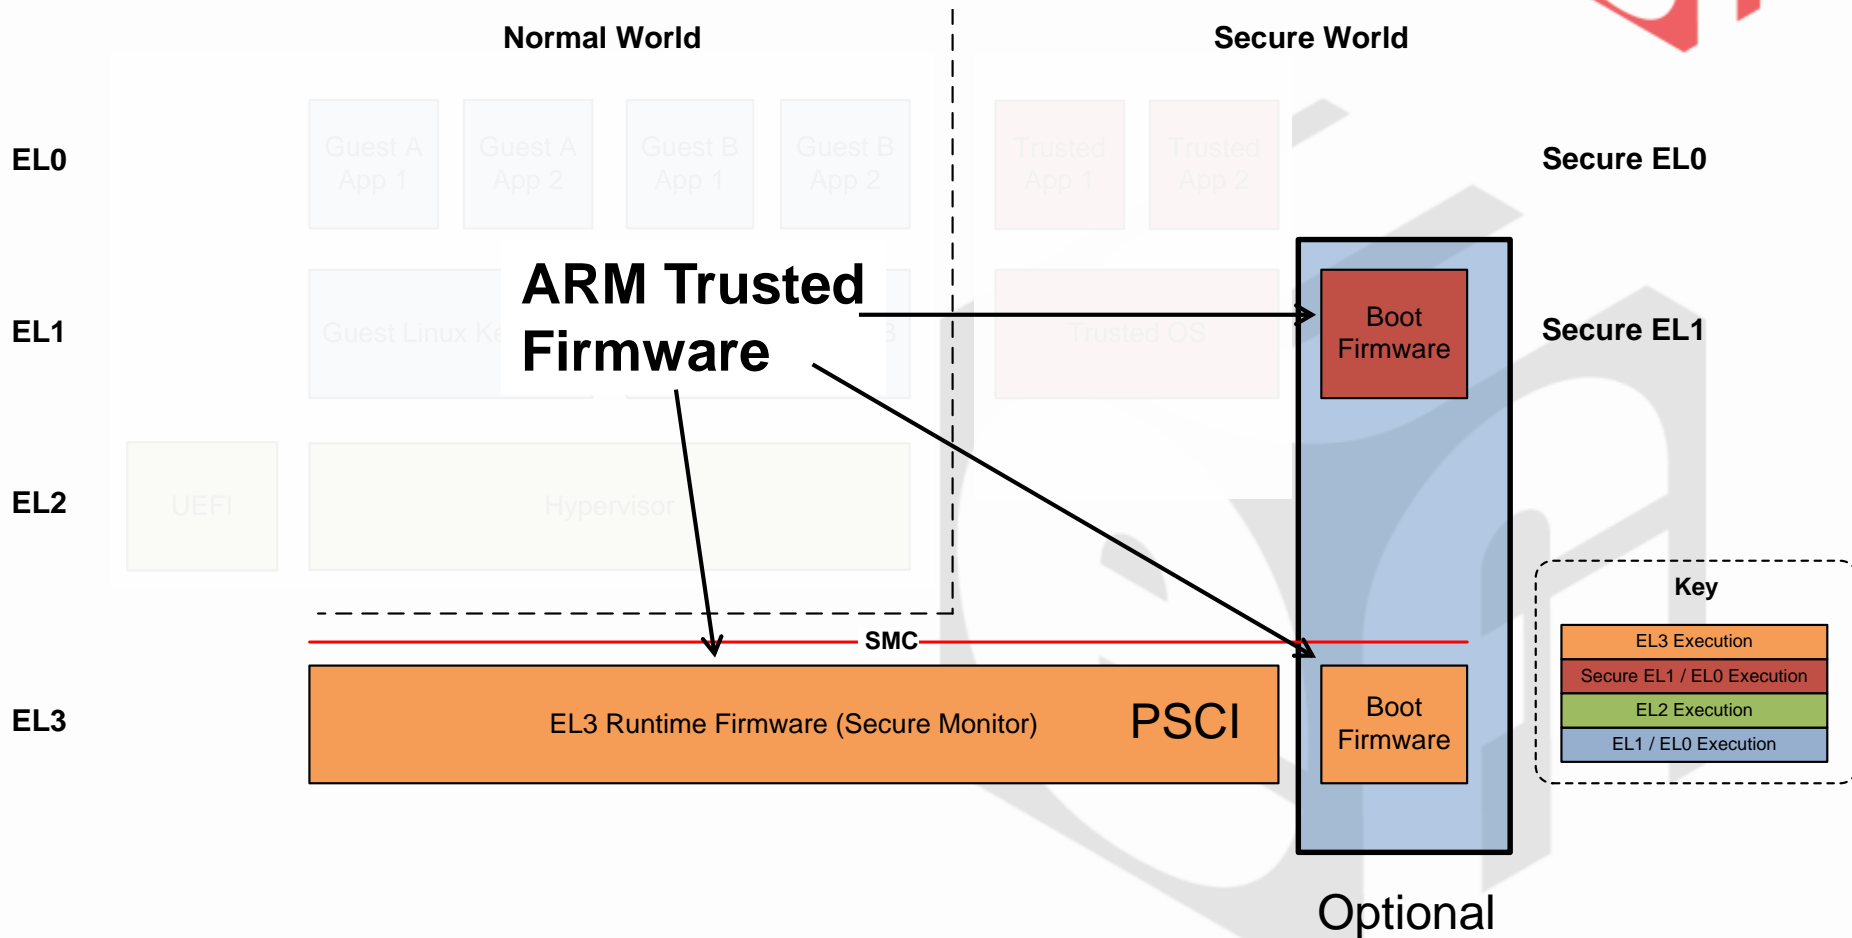 Normal World
Secure World
EL0
Guest A
App 1
Guest A
App 2
Guest B
App 1
Guest B
App 2
Trusted
App 1
Trusted
App 2
Secure EL0
ARM Trusted
Firmware
EL1
Guest Linux Ke
B
Trusted OS
Boot
Firmware
Secure EL1
EL2
UEFI
Hypervisor
Key
EL3 Execution
Secure EL1 / EL0 Execution
EL2 Execution
EL1 / EL0 Execution
SMC
EL3
EL3 Runtime Firmware (Secure Monitor)
PSCI
Boot
Firmware
Optional